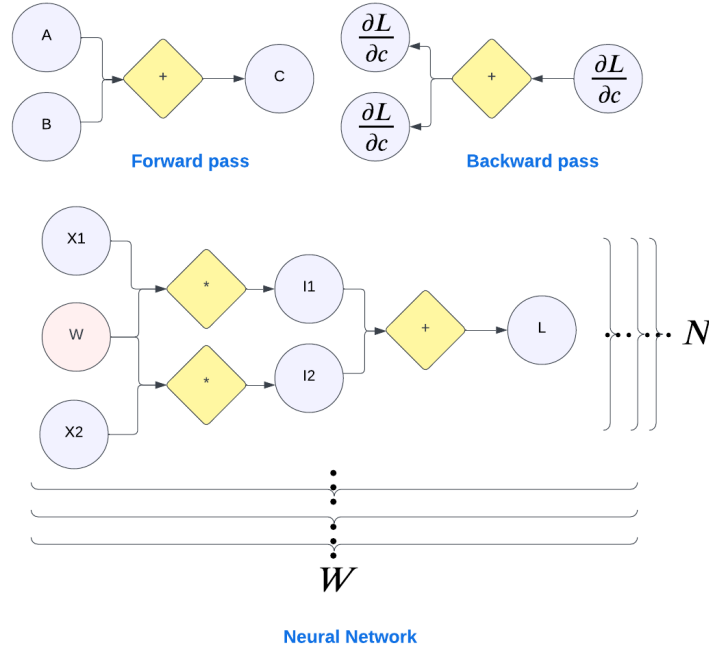 A
B
+
C
∂L/∂c
∂L/∂c
+
∂L/∂c
Forward pass
Backward pass
X1
W
X2
*
*
I1
I2
+
L
N
W
Neural Network